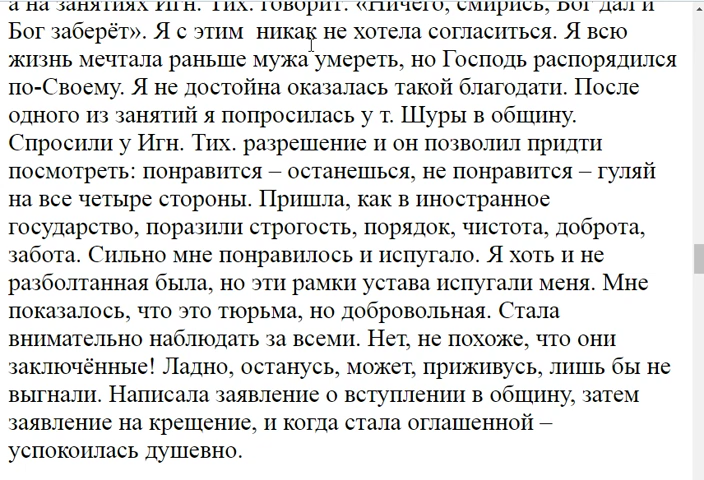 а на занятиях Игн. Тих. говорит: «Ничего, смирись, Бог дал и
Бог заберёт». Я с этим никак не хотела согласиться. Я всю
жизнь мечтала раньше мужа умереть, но Господь распорядился
по-Своему. Я не достойна оказалась такой благодати. После
одного из занятий я попросилась у т. Шуры в общину.
Спросили у Игн. Тих. разрешение и он позволил придти
посмотреть: понравится – останешься, не понравится – гуляй
на все четыре стороны. Пришла, как в иностранное
государство, поразили строгость, порядок, чистота, доброта,
забота. Сильно мне понравилось и испугало. Я хоть и не
разболтанная была, но эти рамки устава испугали меня. Мне
показалось, что это тюрьма, но добровольная. Стала
внимательно наблюдать за всеми. Нет, не похоже, что они
заключённые! Ладно, останусь, может, приживусь, лишь бы не
выгнали. Написала заявление о вступлении в общину, затем
заявление на крещение, и когда стала оглашенной –
успокоилась душевно.